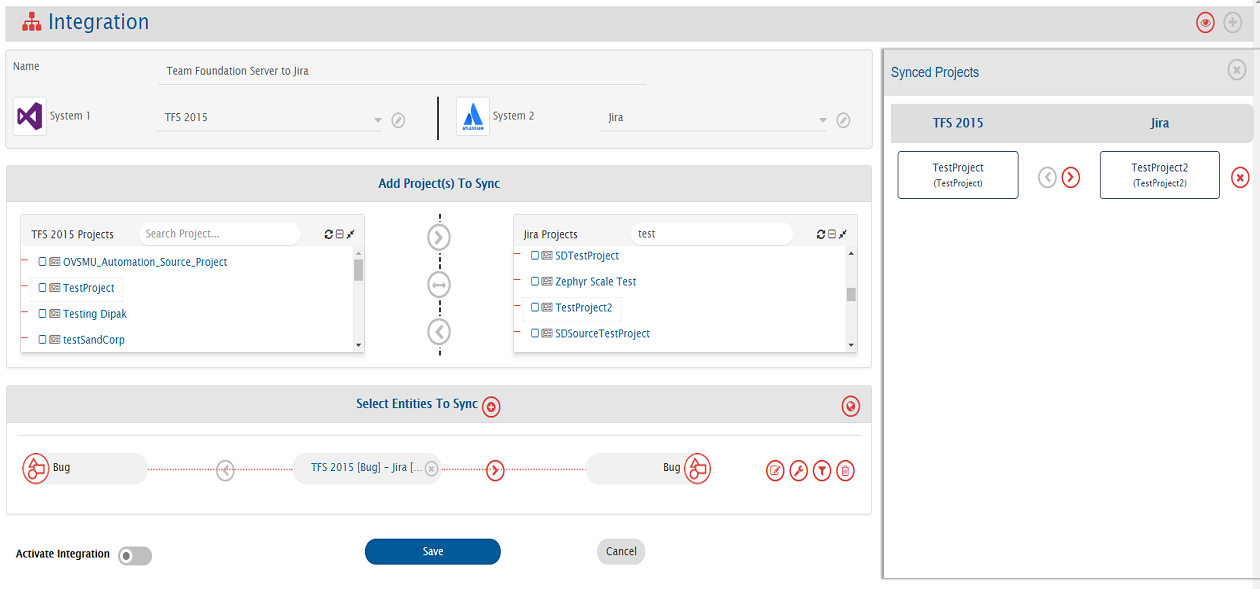 Integration
Name
Team Foundation Server to Jira
System 1
TFS 2015
ATLASSIAN
System 2
Jira
Add Project(s) To Sync
TFS 2015 Projects
Search Project...
OVSMU_Automation_Source_Project
TestProject
Testing Dipak
testSandCorp
Jira Projects
test
SDTestProject
Zephyr Scale Test
TestProject2
SDSourceTestProject
Select Entities To Sync
Bug
TFS 2015 [Bug] - Jira [...
Bug
Activate Integration
Save
Cancel
Synced Projects
TFS 2015
Jira
TestProject
(TestProject)
TestProject2
(TestProject2)